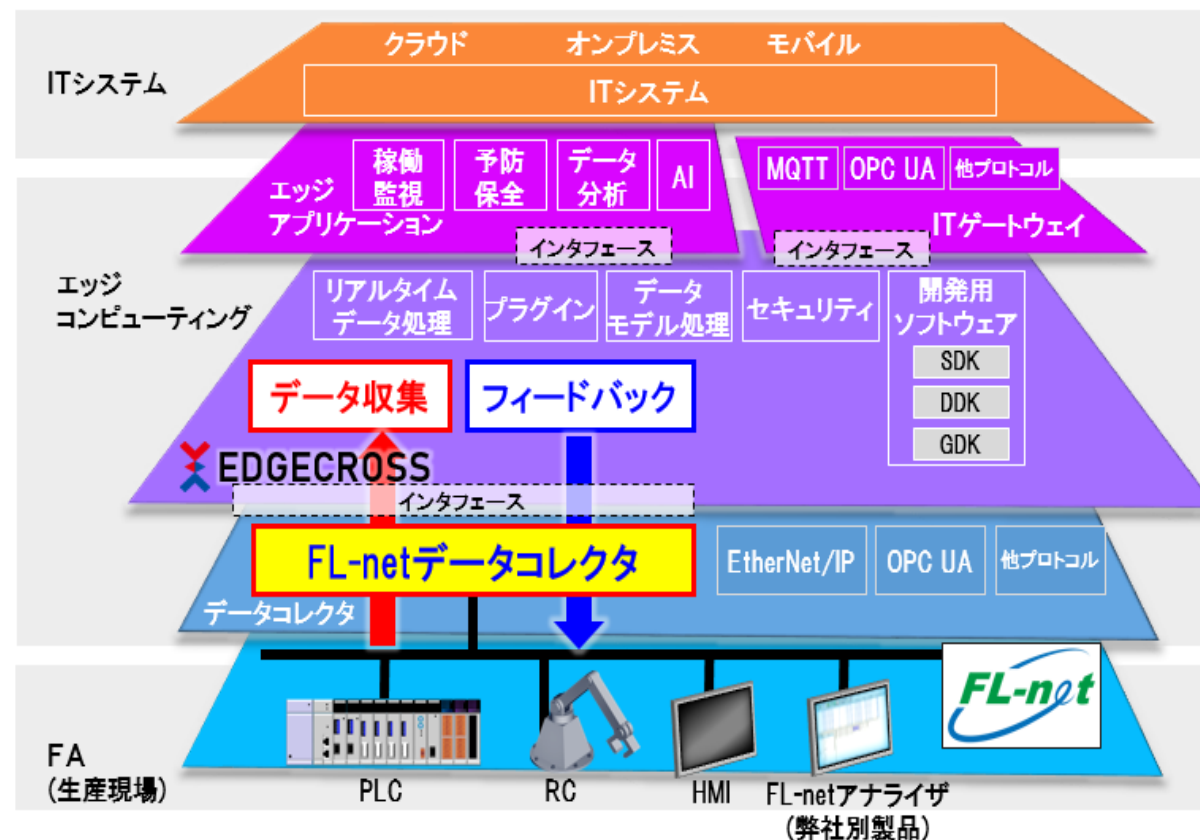 クラウド オンプレミス モバイル
ITシステム
ITシステム
稼働
監視
予防
保全
データ
分析
AI
エッジ
アプリケーション
MQTT
OPC UA
他プロトコル
ITゲートウェイ
インタフェース
インタフェース
エッジ
コンピューティング
リアルタイム
データ処理
プラグイン
データ
モデル処理
セキュリティ
開発用
ソフトウェア
SDK
DDK
GDK
データ収集
フィードバック
EDGECROSS
インタフェース
FL-netデータコレクタ
EtherNet/IP
OPC UA
他プロトコル
データコレクタ
FL-net
FA
(生産現場)
PLC
RC
HMI
FL-netアナライザ
(弊社別製品)